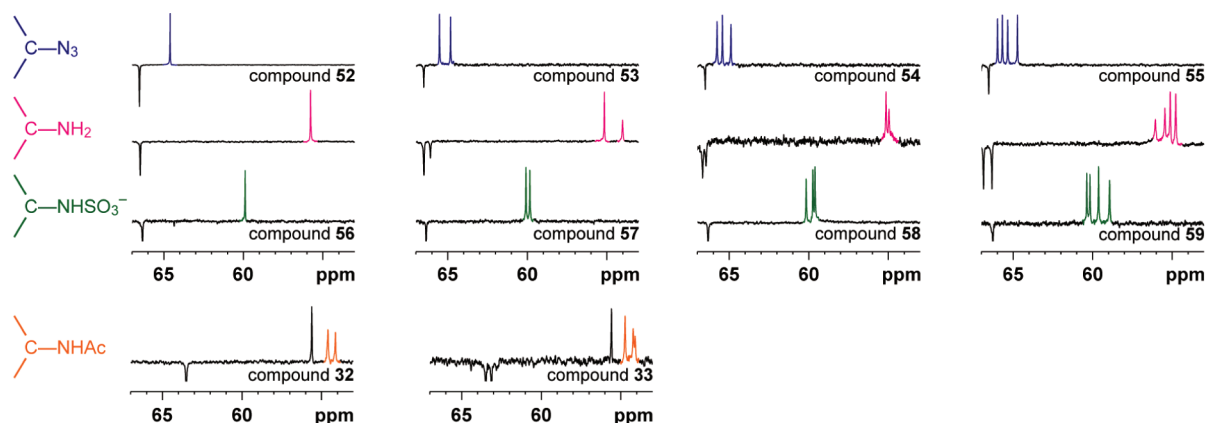 C—N3
compound 52 compound 53 compound 54 compound 55
C—NH2
C—NHSO3−
compound 56 compound 57 compound 58 compound 59
65 60 ppm 65 60 ppm 65 60 ppm 65 60 ppm
C—NHAc
compound 32 compound 33
65 60 ppm 65 60 ppm